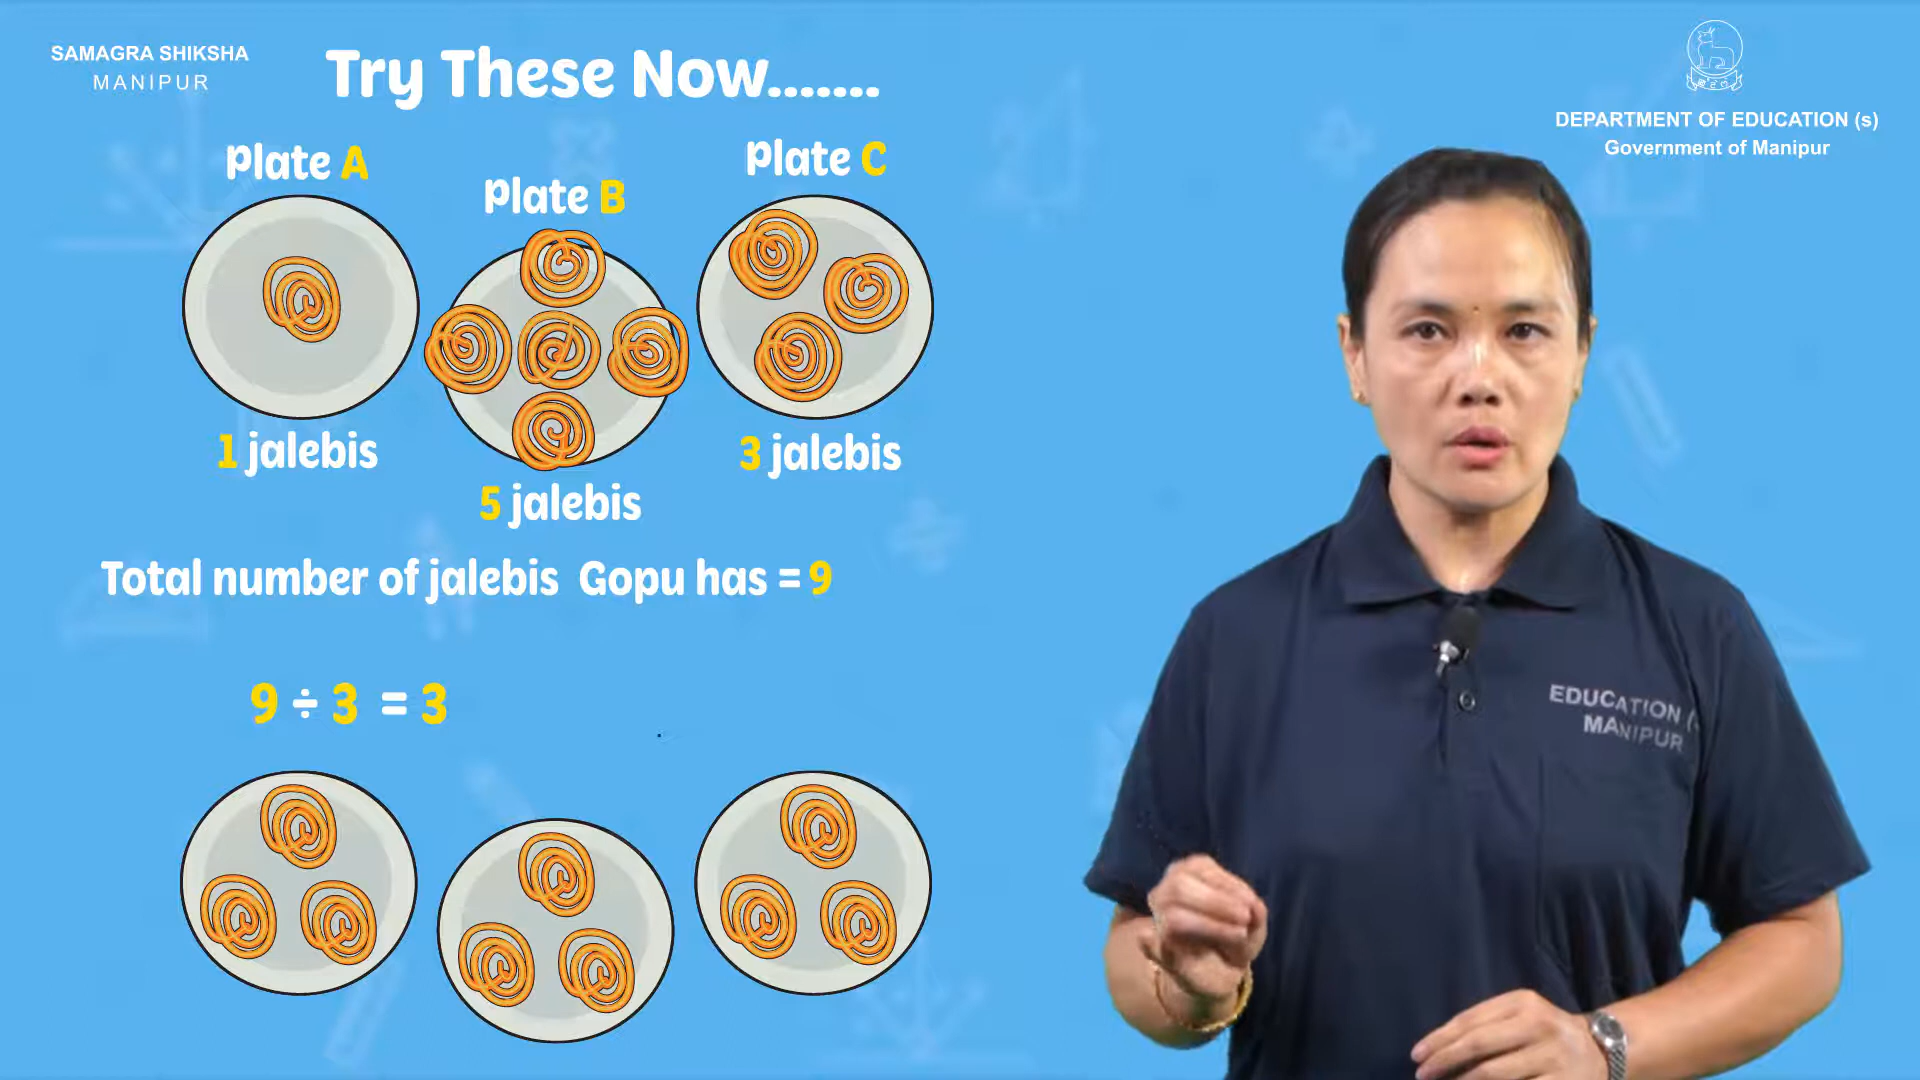 SAMAGRA SHIKSHA
MANIPUR
Try These Now.......
DEPARTMENT OF EDUCATION (s)
Government of Manipur
Plate A
Plate B
Plate C
1 jalebis
5 jalebis
3 jalebis
Total number of jalebis Gopu has = 9
9 ÷ 3 = 3
EDUCATION (
MANIPUR